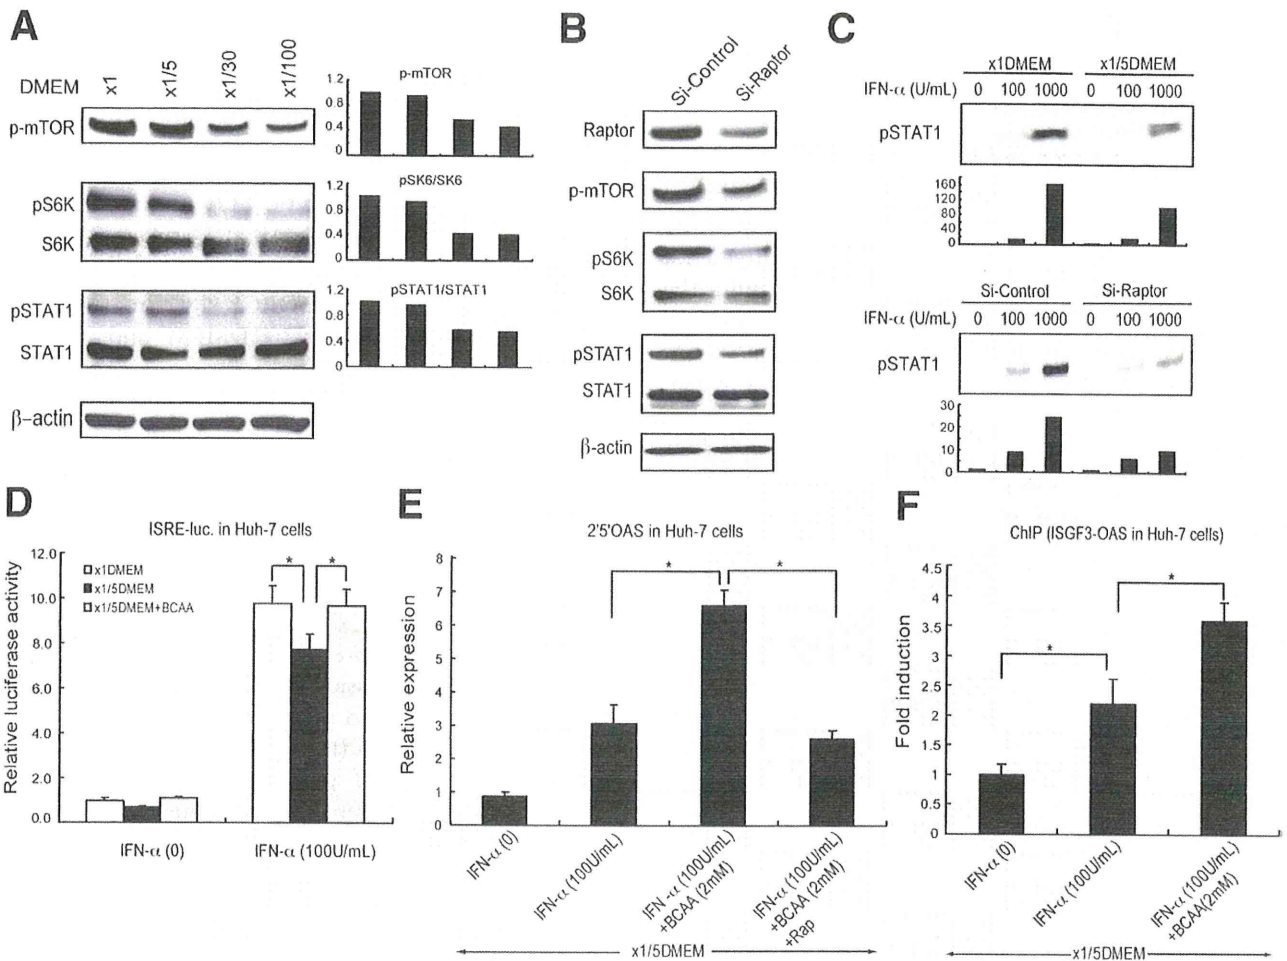 A
DMEM
x1
x1/5
x1/30
x1/100
p-mTOR
pS6K
S6K
pSTAT1
STAT1
β-actin
p-mTOR
1.2
0.8
0.4
0
pSK6/SK6
1.2
0.8
0.4
0
pSTAT1/STAT1
1.2
0.8
0.4
0
B
Si-Control
Si-Raptor
Raptor
p-mTOR
pS6K
S6K
pSTAT1
STAT1
β-actin
C
x1DMEM x1/5DMEM
IFN-α (U/mL) 0 100 1000 0 100 1000
pSTAT1
160
120
80
40
0
Si-Control Si-Raptor
IFN-α (U/mL) 0 100 1000 0 100 1000
pSTAT1
30
20
10
0
D
ISRE-luc. in Huh-7 cells
Relative luciferase activity
12.0
10.0
8.0
6.0
4.0
2.0
0.0
x1DMEM
x1/5DMEM
x1/5DMEM+BCAA
* *
IFN-α (0) IFN-α (100U/mL)
E
2'5'OAS in Huh-7 cells
Relative expression
8
7
6
5
4
3
2
1
0
* *
IFN-α (0)
IFN-α (100U/mL)
IFN-α (100U/mL)
+BCAA (2mM)
IFN-α (100U/mL)
+BCAA (2mM)
+Rap
x1/5DMEM
F
ChIP (ISGF3-OAS in Huh-7 cells)
Fold induction
4.5
4
3.5
3
2.5
2
1.5
1
0.5
0
* *
IFN-α (0)
IFN-α (100U/mL)
IFN-α (100U/mL)
+BCAA(2mM)
x1/5DMEM